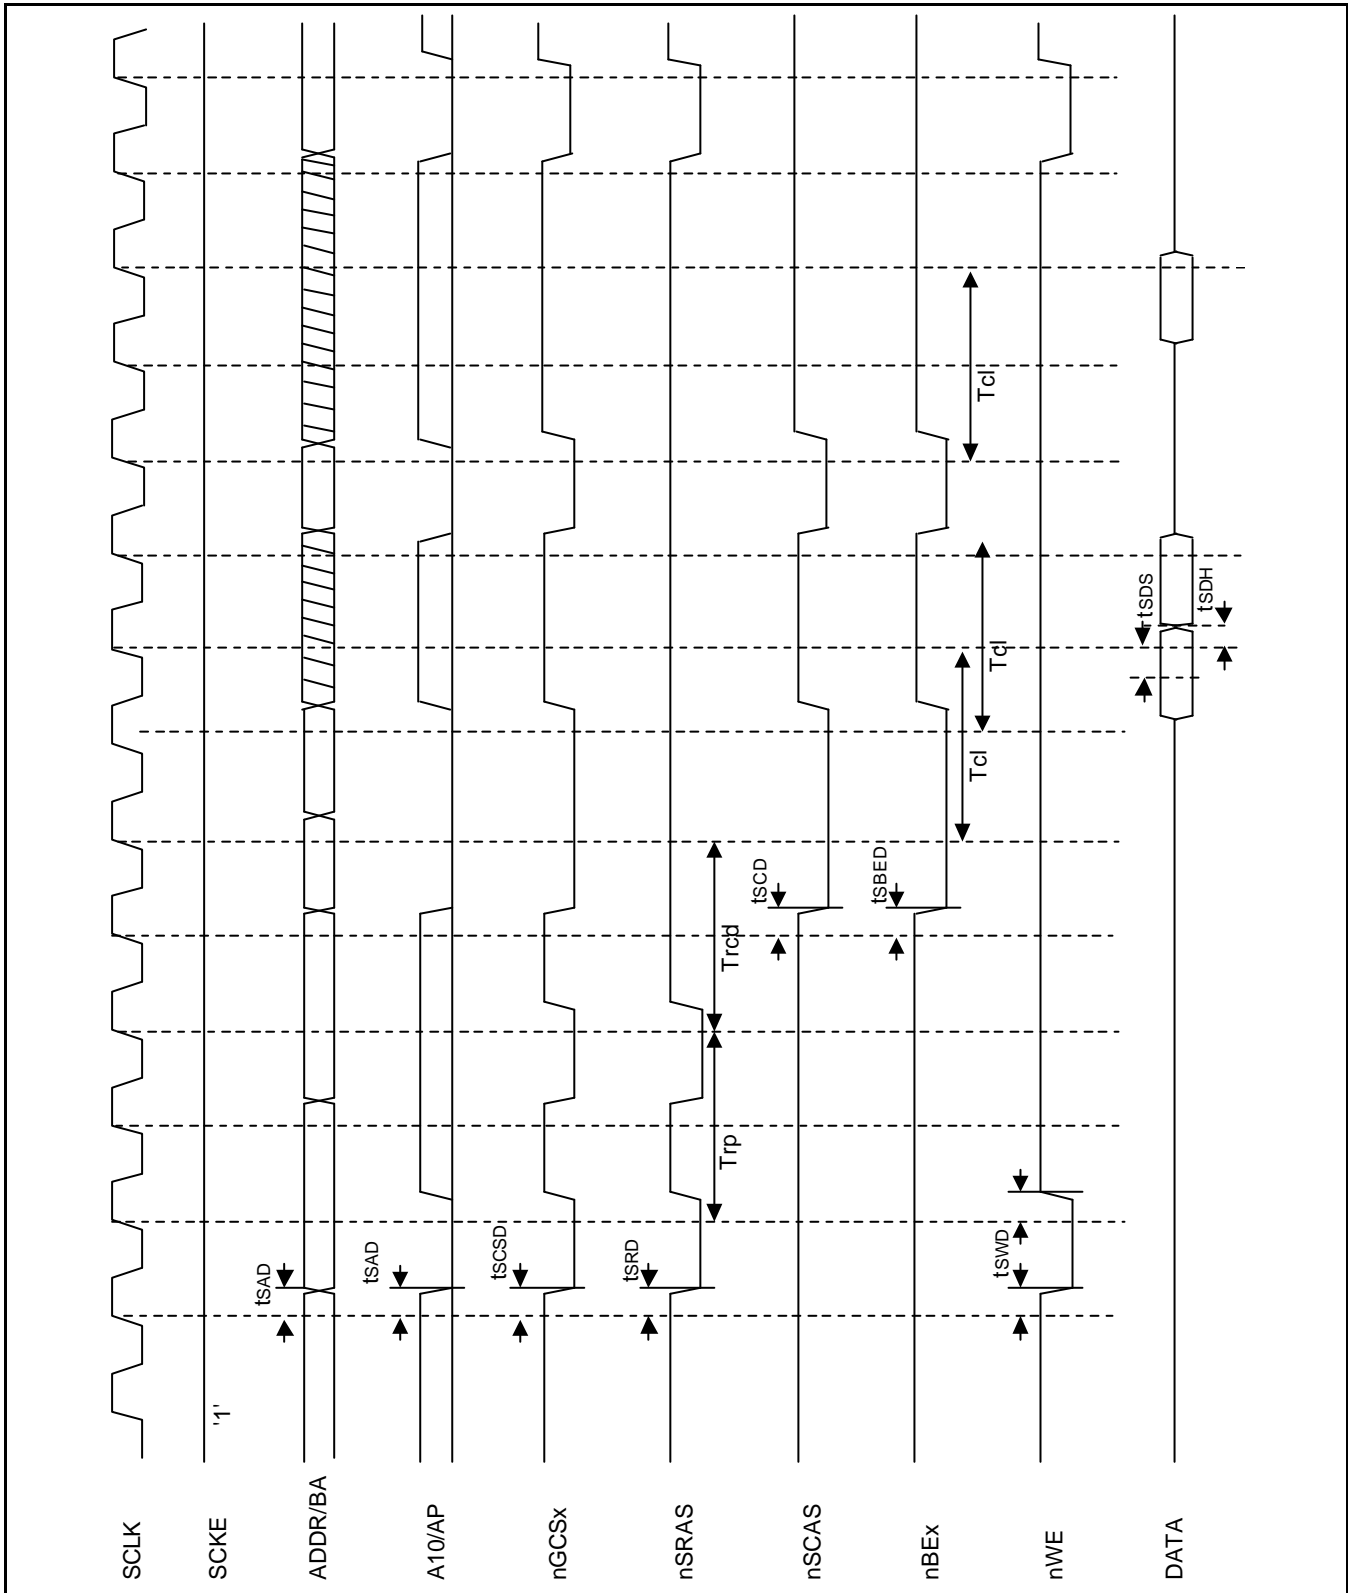 SCLK
SCKE
'1'
ADDR/BA
tSAD
A10/AP
tSAD
nGCSx
tSCSD
nSRAS
tSRD
Trp
Trcd
nSCAS
tSCD
nBEx
tSBED
Tcl
Tcl
Tcl
nWE
tSWD
DATA
tSDS
tSDH